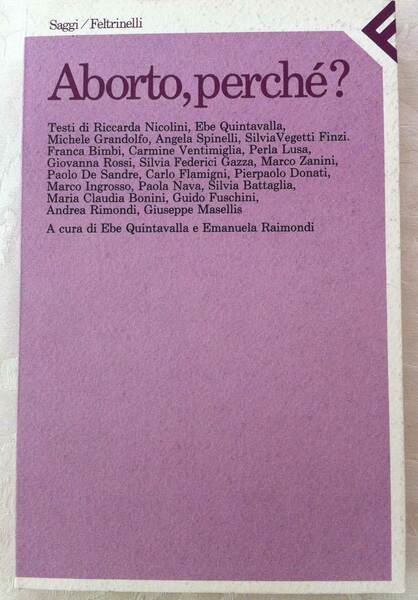 Saggi/Feltrinelli
Aborto, perché?
Testi di Riccarda Nicolini, Ebe Quintavalla,
Michele Grandolfo, Angela Spinelli, SilviaVegetti Finzi.
Franca Bimbi, Carmine Ventimiglia, Perla Lusa,
Giovanna Rossi, Silvia Federici Gazza, Marco Zanini,
Paolo De Sandre, Carlo Flamigni, Pierpaolo Donati,
Marco Ingrosso, Paola Nava, Silvia Battaglia,
Maria Claudia Bonini, Guido Fuschini,
Andrea Rimondi, Giuseppe Masellis
A cura di Ebe Quintavalla e Emanuela Raimondi